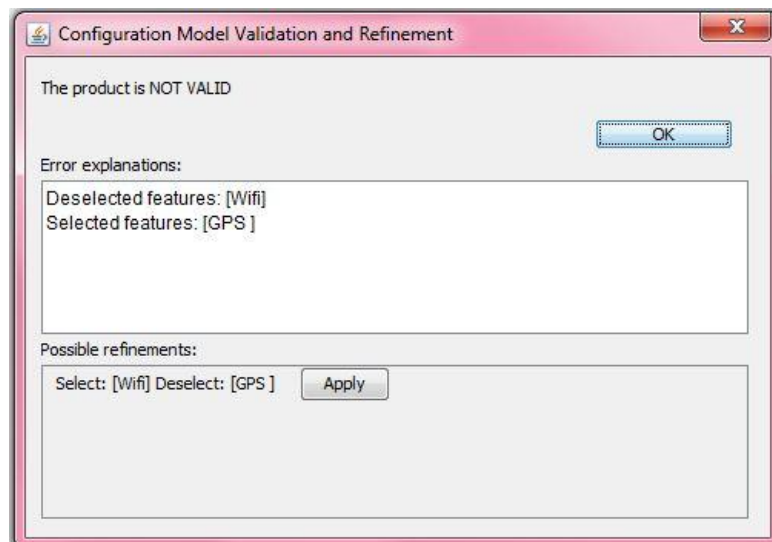 Configuration Model Validation and Refinement
The product is NOT VALID
OK
Error explanations:
Deselected features: [Wifi]
Selected features: [GPS ]
Possible refinements:
Select: [Wifi] Deselect: [GPS ] Apply